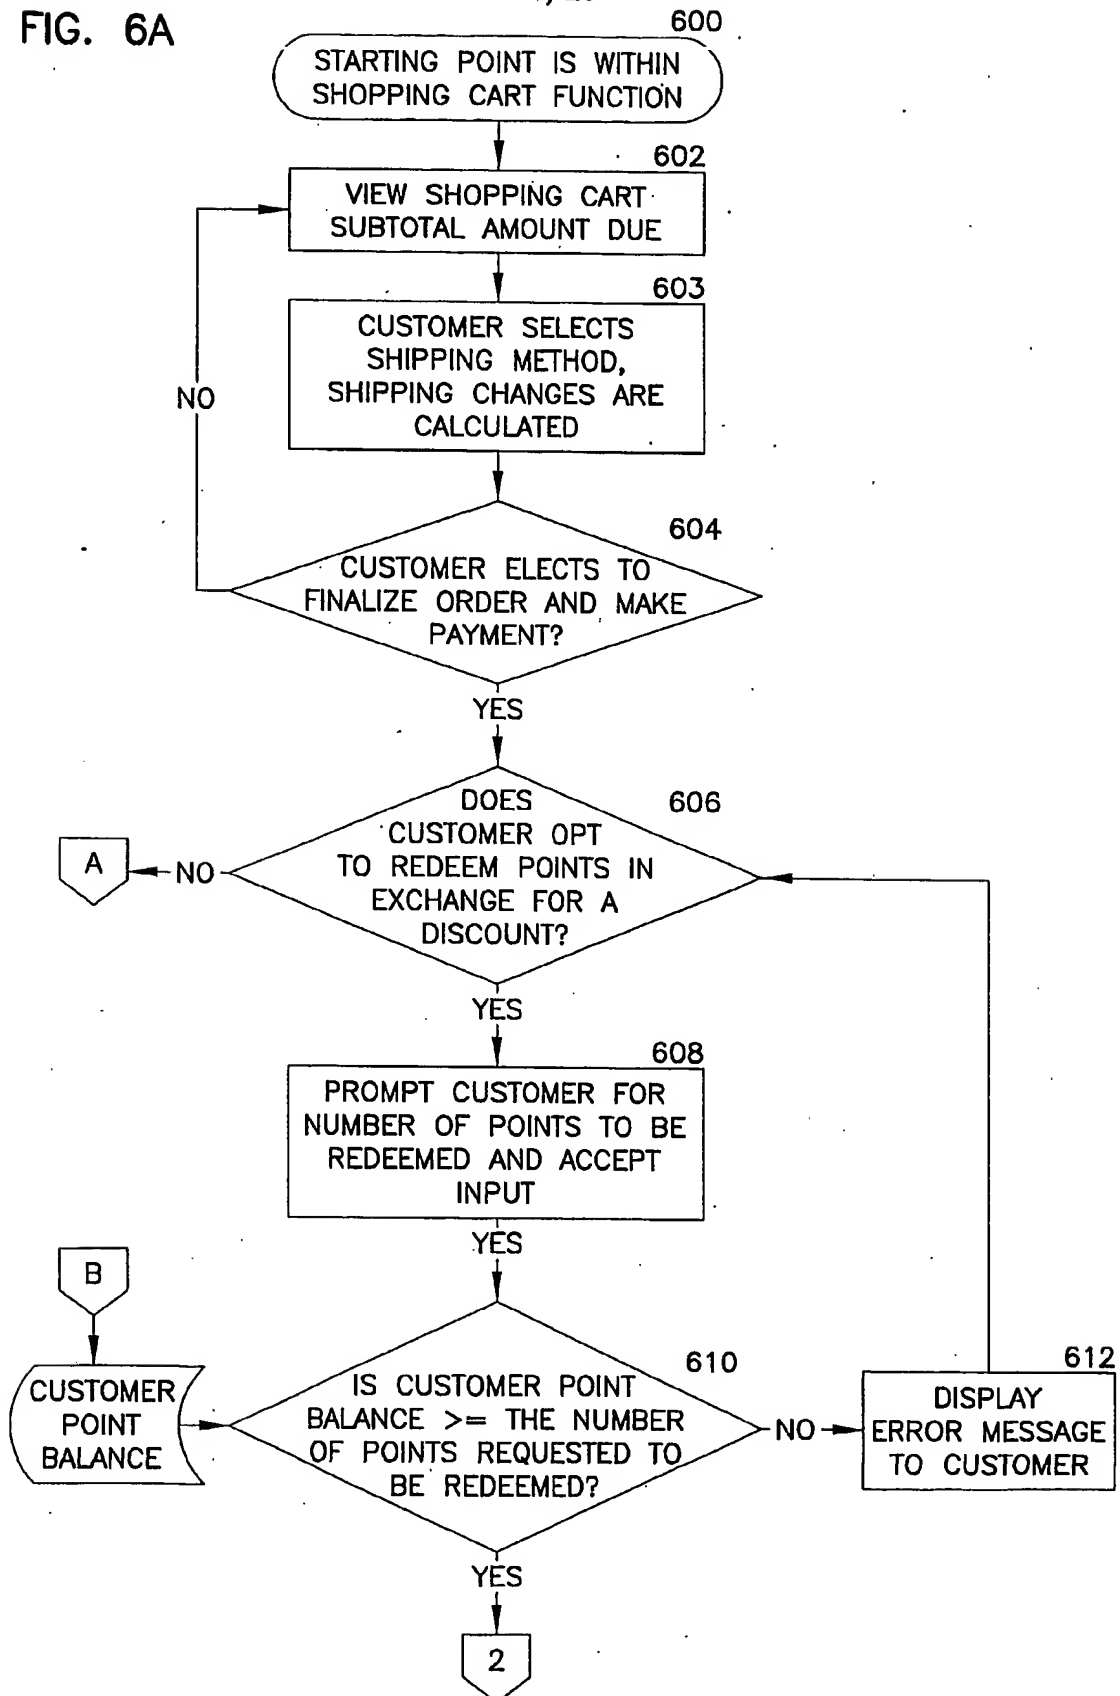 FIG. 6A
600
STARTING POINT IS WITHIN
SHOPPING CART FUNCTION
602
VIEW SHOPPING CART
SUBTOTAL AMOUNT DUE
603
CUSTOMER SELECTS
SHIPPING METHOD,
SHIPPING CHANGES ARE
CALCULATED
NO
604
CUSTOMER ELECTS TO
FINALIZE ORDER AND MAKE
PAYMENT?
YES
606
DOES
CUSTOMER OPT
TO REDEEM POINTS IN
EXCHANGE FOR A
DISCOUNT?
A
NO
YES
608
PROMPT CUSTOMER FOR
NUMBER OF POINTS TO BE
REDEEMED AND ACCEPT
INPUT
YES
B
CUSTOMER
POINT
BALANCE
610
IS CUSTOMER POINT
BALANCE >= THE NUMBER
OF POINTS REQUESTED TO
BE REDEEMED?
NO
612
DISPLAY
ERROR MESSAGE
TO CUSTOMER
YES
2